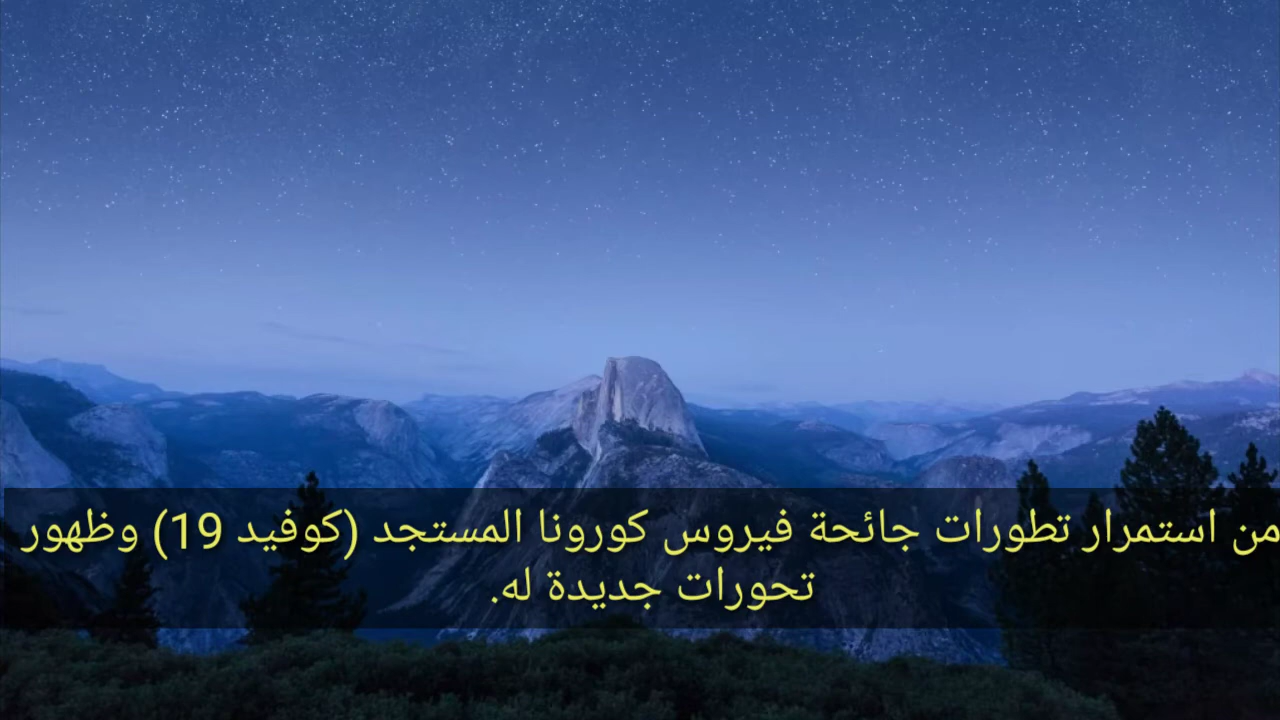 من استمرار تطورات جائحة فيروس كورونا المستجد (كوفيد 19) وظهور
تحورات جديدة له.